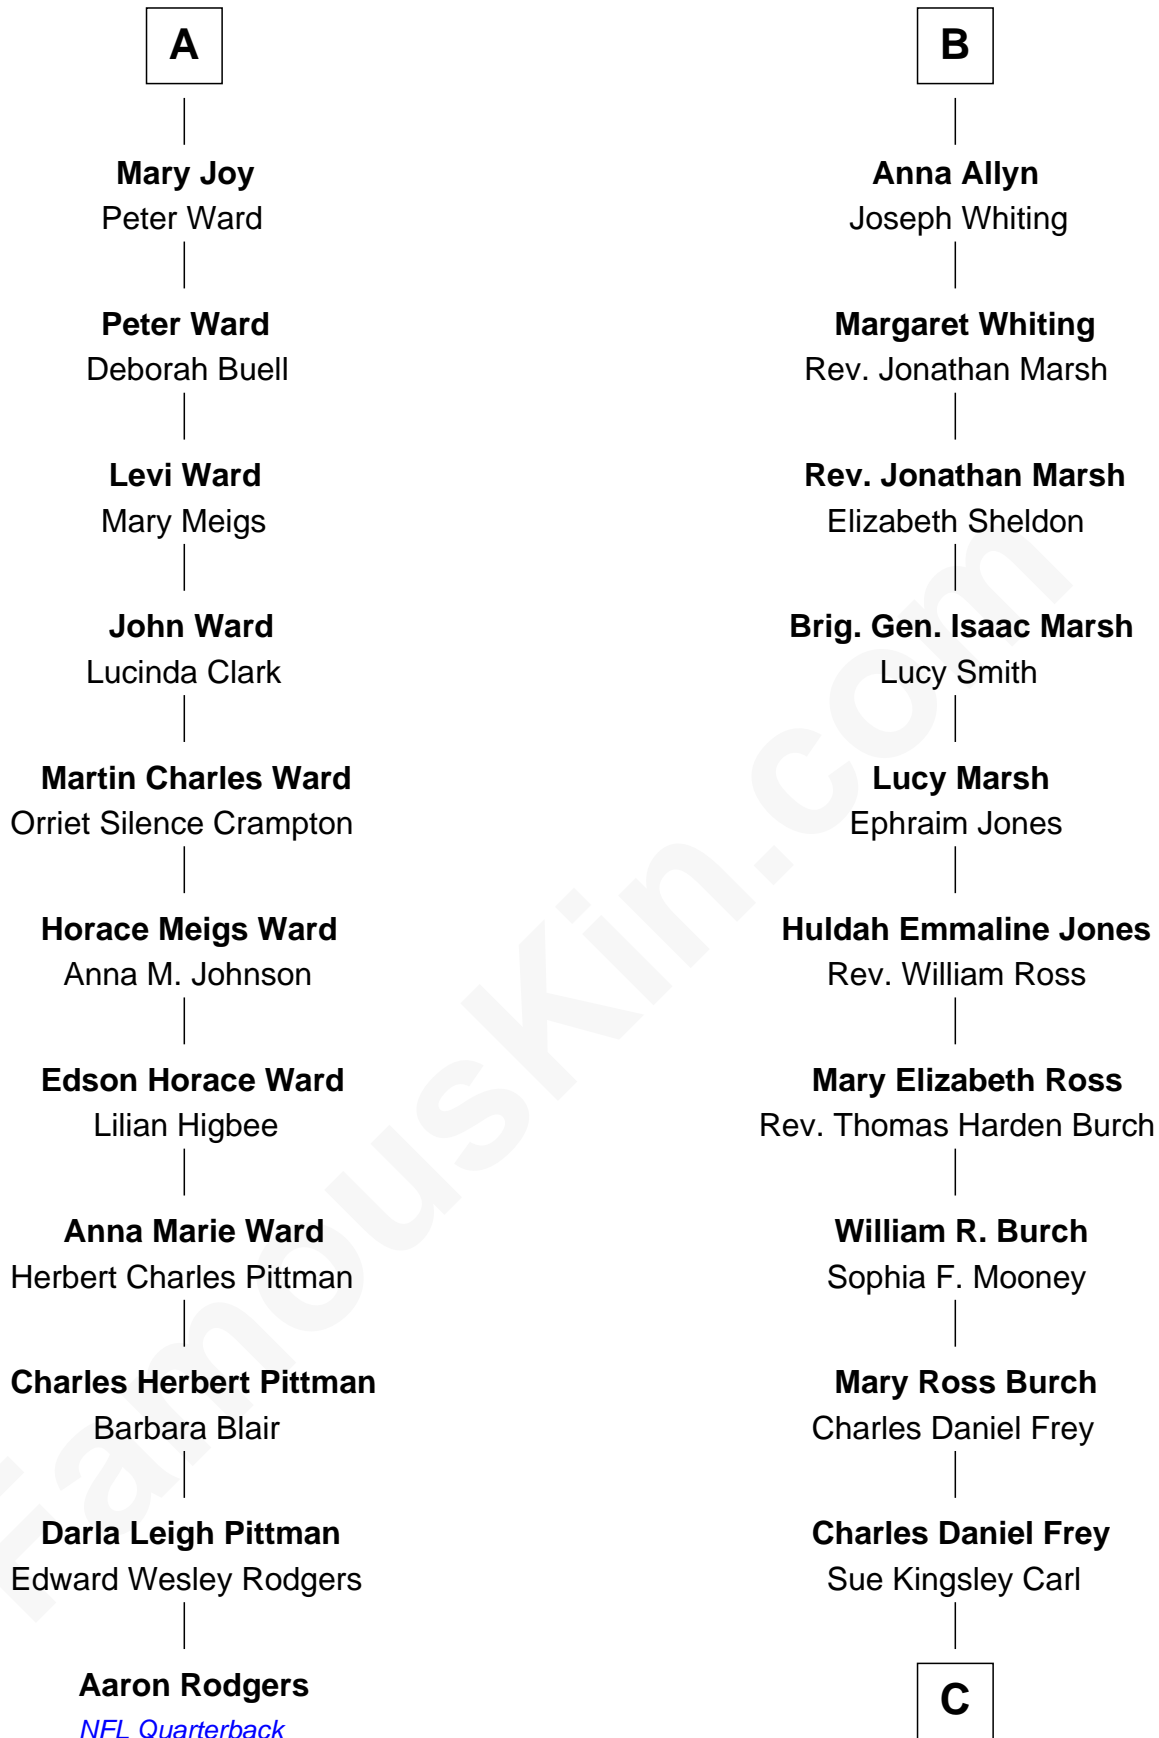 A
Mary Joy
Peter Ward
Peter Ward
Deborah Buell
Levi Ward
Mary Meigs
John Ward
Lucinda Clark
Martin Charles Ward
Orriet Silence Crampton
Horace Meigs Ward
Anna M. Johnson
Edson Horace Ward
Lilian Higbee
Anna Marie Ward
Herbert Charles Pittman
Charles Herbert Pittman
Barbara Blair
Darla Leigh Pittman
Edward Wesley Rodgers
Aaron Rodgers
NFL Quarterback
B
Anna Allyn
Joseph Whiting
Margaret Whiting
Rev. Jonathan Marsh
Rev. Jonathan Marsh
Elizabeth Sheldon
Brig. Gen. Isaac Marsh
Lucy Smith
Lucy Marsh
Ephraim Jones
Huldah Emmaline Jones
Rev. William Ross
Mary Elizabeth Ross
Rev. Thomas Harden Burch
William R. Burch
Sophia F. Mooney
Mary Ross Burch
Charles Daniel Frey
Charles Daniel Frey
Sue Kingsley Carl
C
FamousKin.com